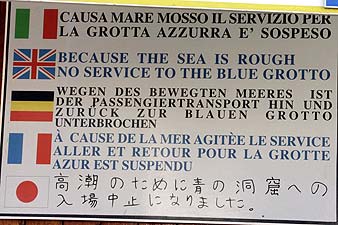 CAUSA MARE MOSSO IL SERVIZIO PER
LA GROTTA AZZURRA E' SOSPESO
BECAUSE THE SEA IS ROUGH
NO SERVICE TO THE BLUE GROTTO
WEGEN DES BEWEGTEN MEERES IST
DER PASSENGIERTRANSPORT HIN UND
ZURÜCK ZUR BLAUEN GROTTO
UNTERBROCHEN
À CAUSE DE LA MER AGITÈE LE SERVICE
ALLER ET RETOUR POUR LA GROTTE
AZUR EST SUSPENDU
高潮のために青の洞窟への
入場中止になりました。